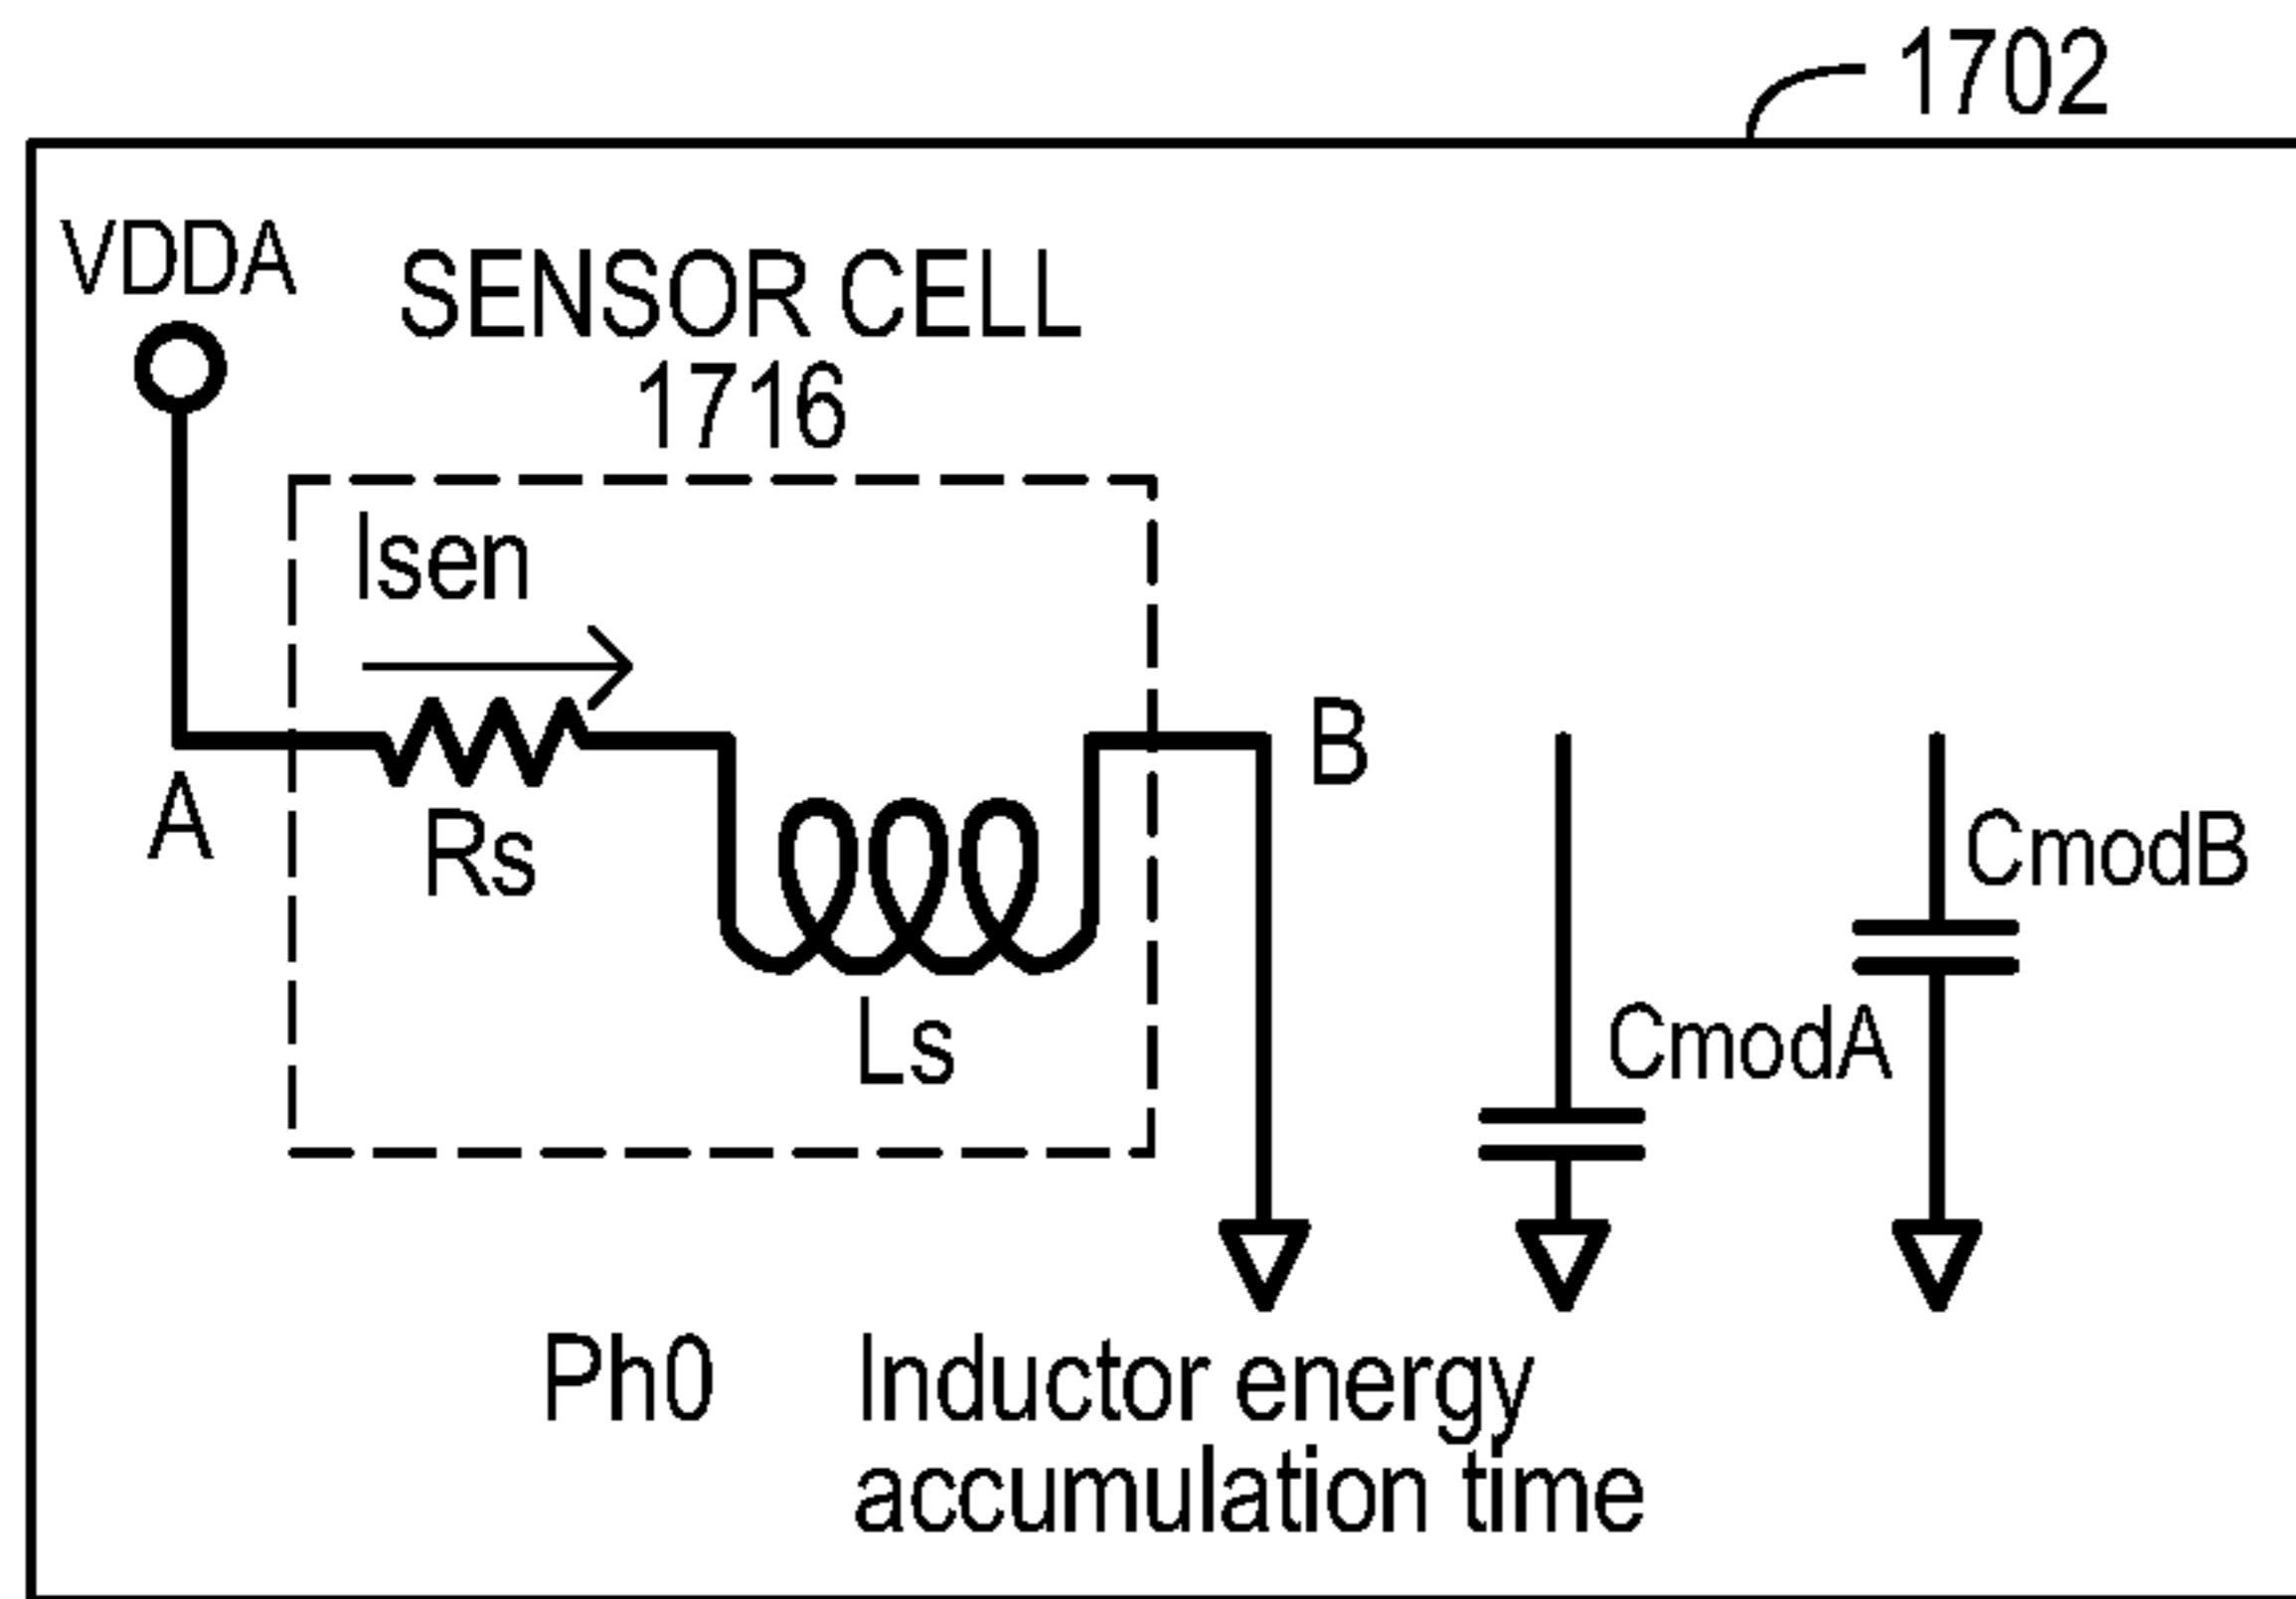 1702
VDDA
SENSOR CELL
1716
Isen
A
Rs
Ls
B
CmodA
CmodB
Ph0
Inductor energy
accumulation time